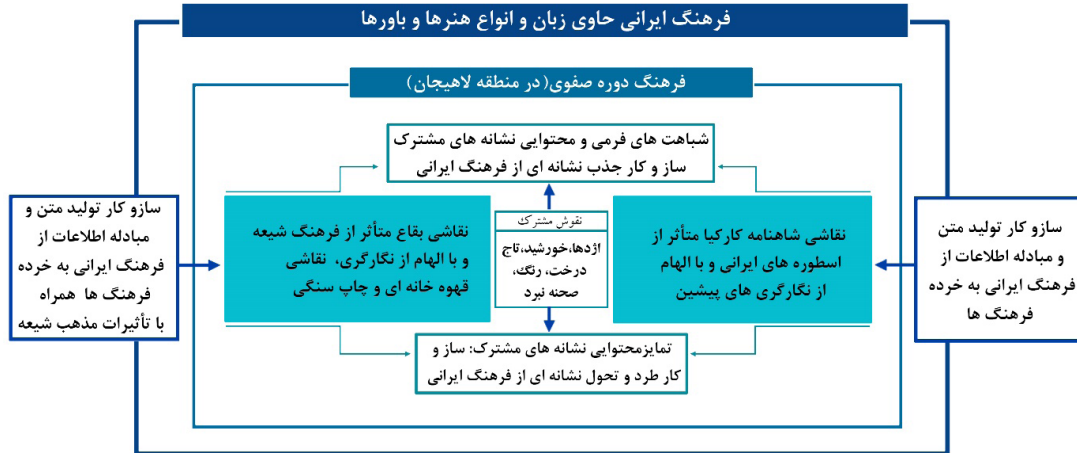 فرهنگ ایرانی حاوی زبان و انواع هنرها و باورها
فرهنگ دوره صفوی(در منطقه لاهیجان)
شباهت های فرمی و محتوایی نشانه های مشترک
ساز و کار جذب نشانه ای از فرهنگ ایرانی
سازو کار تولید متن
و مبادله اطلاعات از
فرهنگ ایرانی به خرده
فرهنگ ها
نقاشی شاهنامه کارکیا متأثر از
اسطوره های ایرانی و با الهام
از نگارگری های پیشین
نقوش مشترک
اژدها،خورشید،تاج
درخت، رنگ،
صحنه نبرد
نقاشی بقاع متأثر از فرهنگ شیعه
و با الهام از نگارگری، نقاشی
قهوه خانه ای و چاپ سنگی
سازو کار تولید متن و
مبادله اطلاعات از
فرهنگ ایرانی به خرده
فرهنگ ها همراه
با تأثیرات مذهب شیعه
تمایزمحتوایی نشانه های مشترک: ساز و
کار طرد و تحول نشانه ای از فرهنگ ایرانی